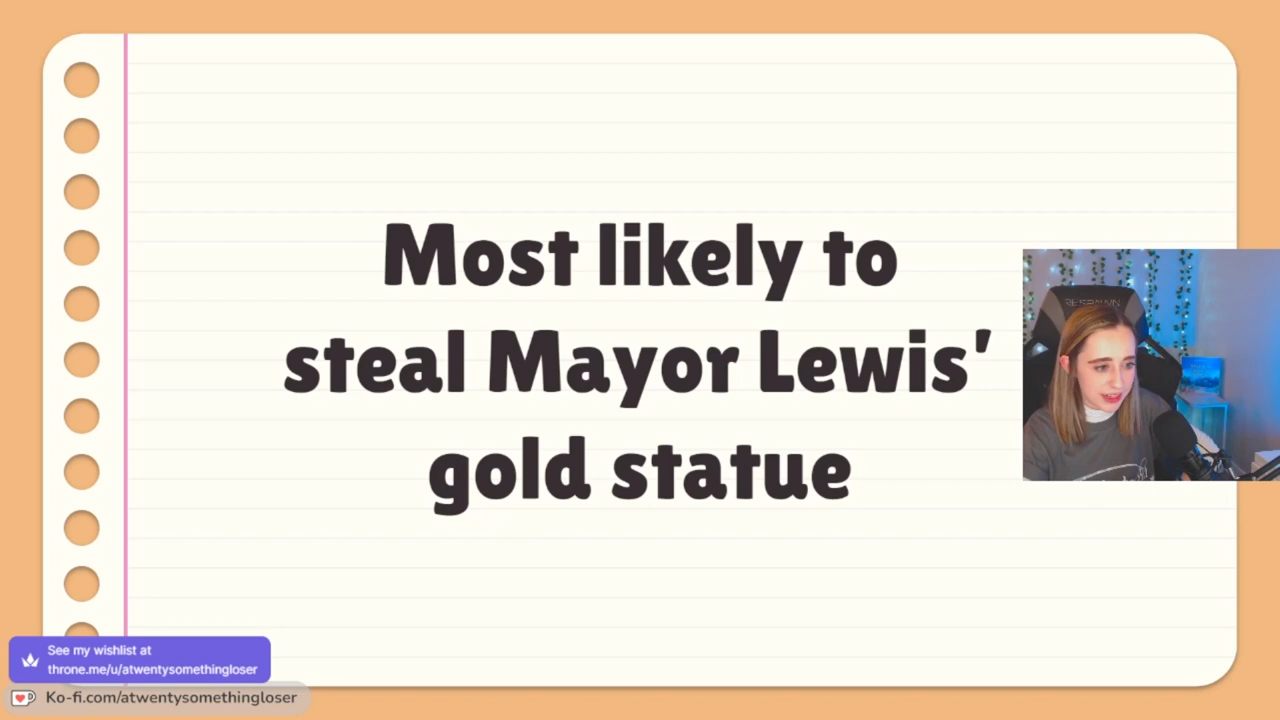 Most likely to
steal Mayor Lewis’
gold statue
See my wishlist at
throne.me/u/atwentysomethingloser
Ko-fi.com/atwentysomethingloser